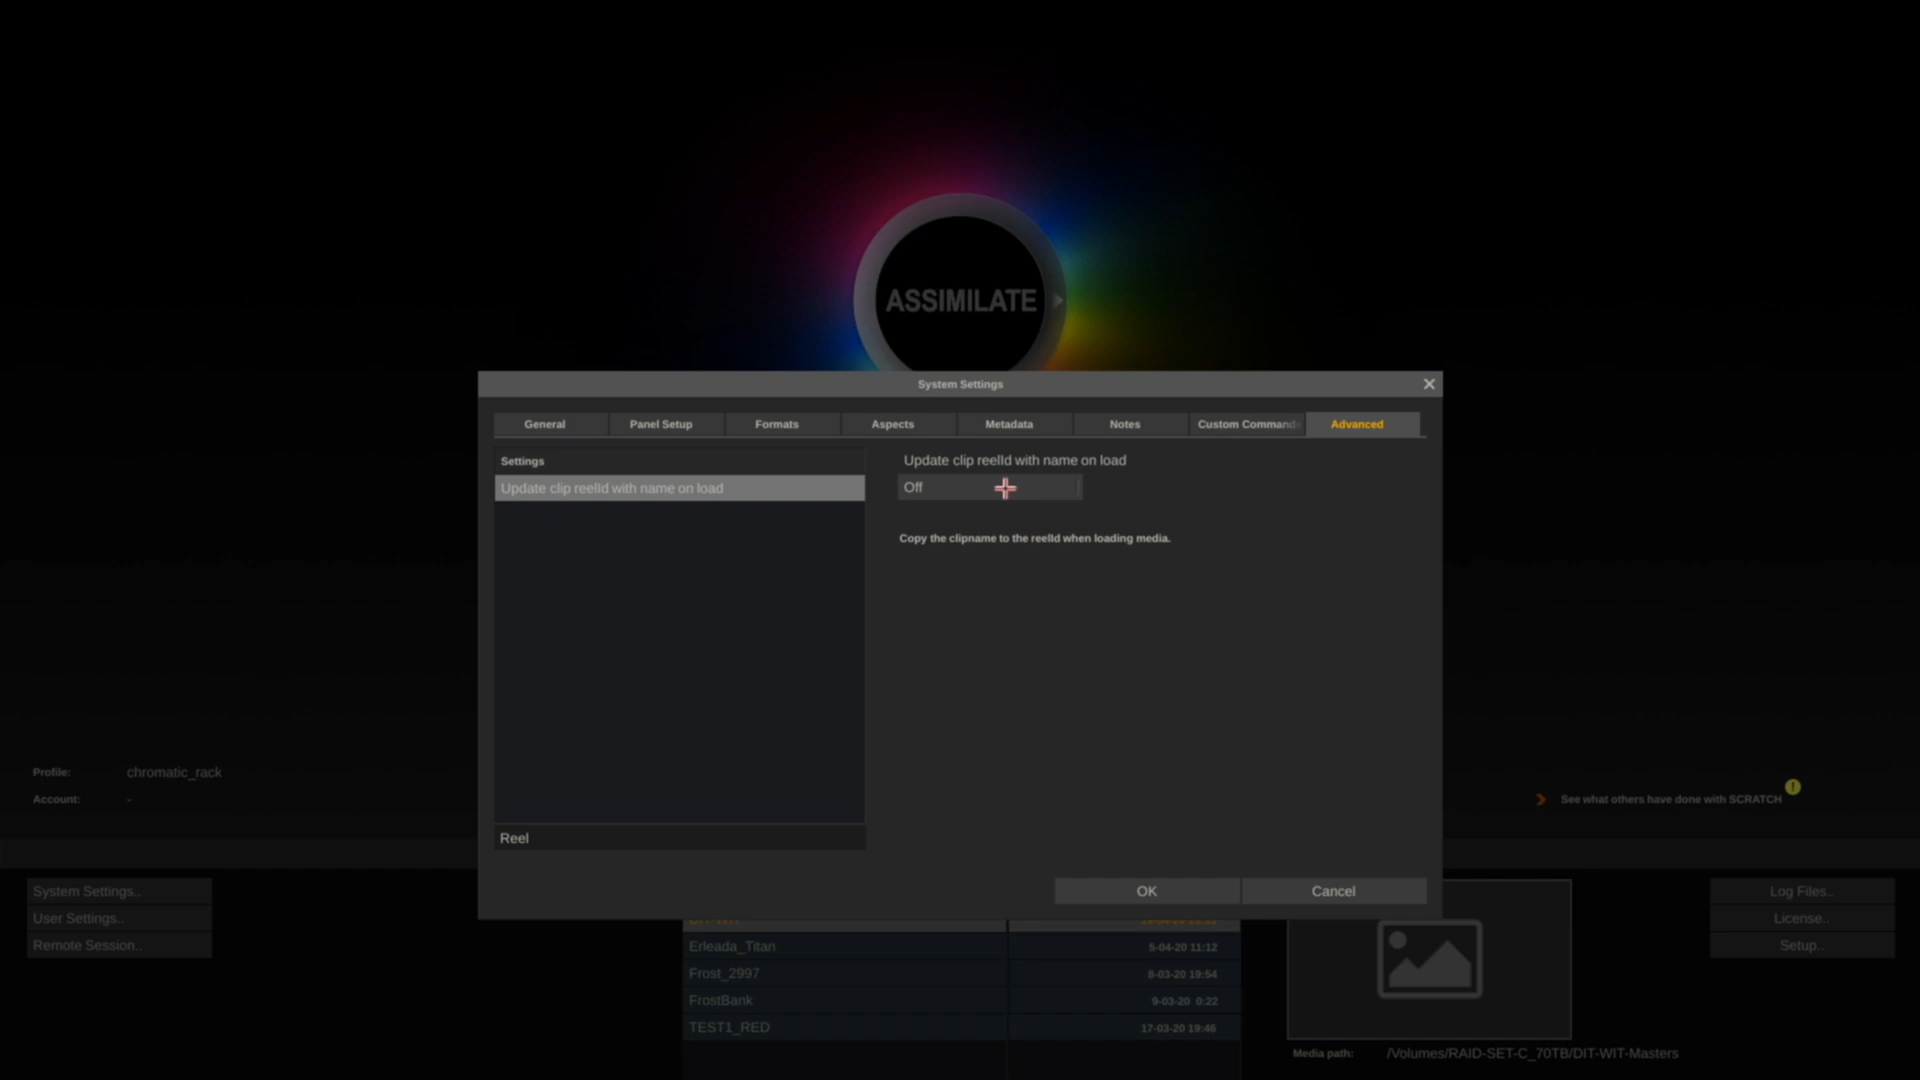 ASSIMILATE
System Settings
General
Panel Setup
Formats
Aspects
Metadata
Notes
Custom Command
Advanced
Settings
Update clip reelId with name on load
Reel
Update clip reelId with name on load
Off
Copy the clipname to the reelId when loading media.
OK
Cancel
Profile: chromatic_rack
Account: -
See what others have done with SCRATCH
!
System Settings..
User Settings..
Remote Session..
Erleada_Titan 5-04-20 11:12
Frost_2997 8-03-20 19:54
FrostBank 9-03-20 0:22
TEST1_RED 17-03-20 19:46
Log Files..
License..
Setup..
Media path: /Volumes/RAID-SET-C_70TB/DIT-WIT-Masters